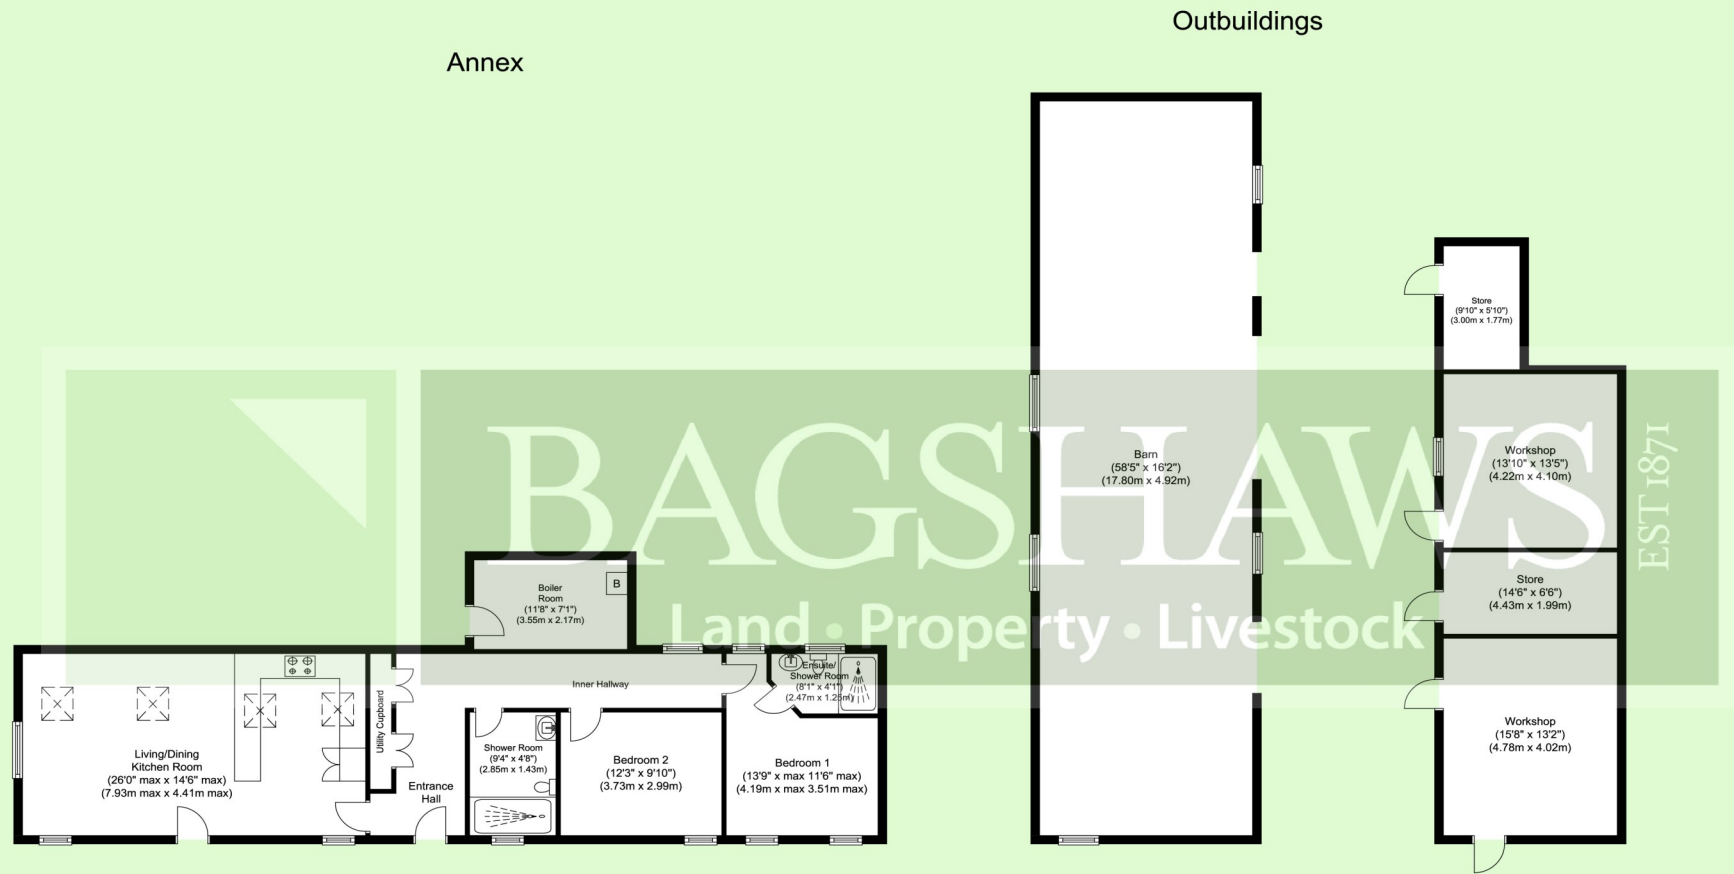 Outbuildings
Annex
Store
(9'10" x 5'10")
(3.00m x 1.77m)
BAGSHAWS
EST 1871
Land • Property • Livestock
Barn
(58'5" x 16'2")
(17.80m x 4.92m)
Workshop
(13'10" x 13'5")
(4.22m x 4.10m)
Store
(14'6" x 6'6")
(4.43m x 1.99m)
Workshop
(15'8" x 13'2")
(4.78m x 4.02m)
Boiler
Room
(11'8" x 7'1")
(3.55m x 2.17m)
B
Inner Hallway
Ensuite/
Shower Room
(8'1" x 4'1")
(2.47m x 1.25m)
Utility Cupboard
Living/Dining
Kitchen Room
(26'0" max x 14'6" max)
(7.93m max x 4.41m max)
Entrance
Hall
Shower Room
(9'4" x 4'8")
(2.85m x 1.43m)
Bedroom 2
(12'3" x 9'10")
(3.73m x 2.99m)
Bedroom 1
(13'9" x max 11'6" max)
(4.19m x max 3.51m max)